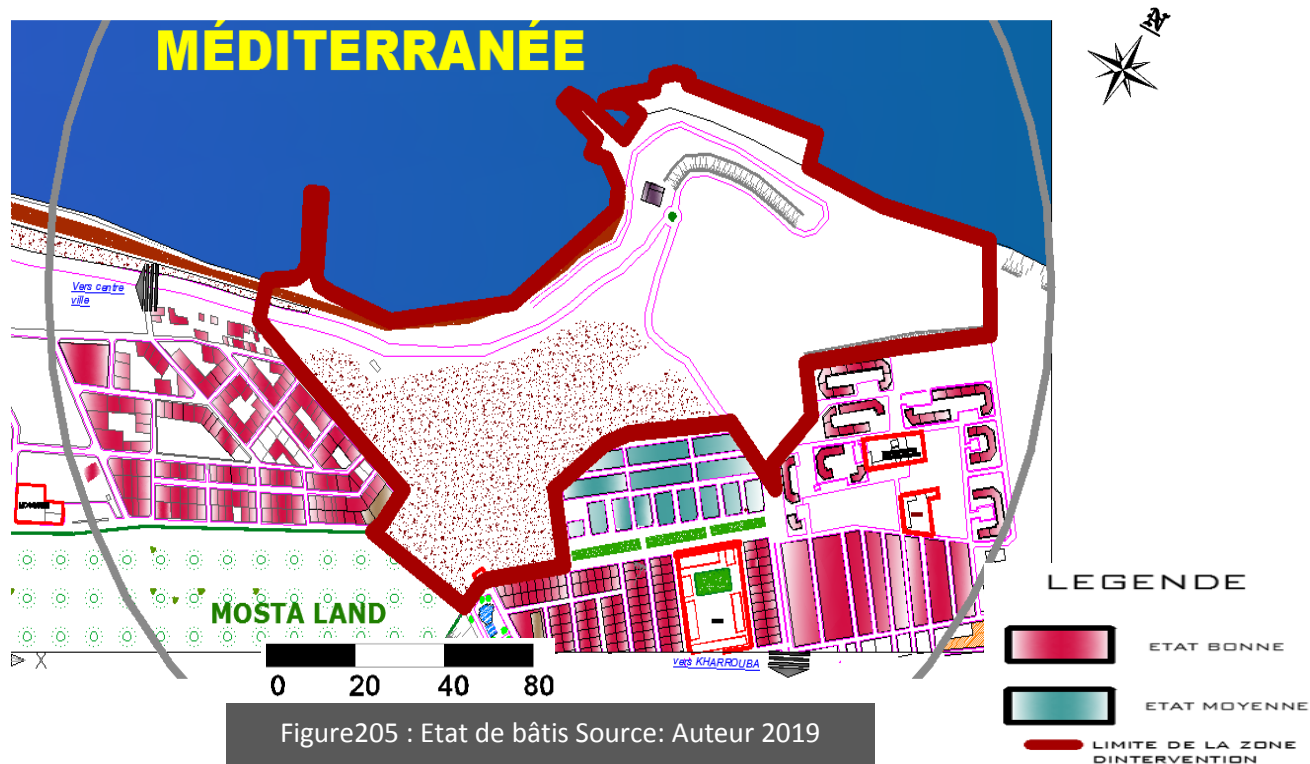 MÉDITERRANÉE
N
Vers centre
ville
MOSTA LAND
X
vers KHARROUBA
0 20 40 80
LEGENDE
ETAT BONNE
ETAT MOYENNE
LIMITE DE LA ZONE
DINTERVENTION
Figure205 : Etat de bâtis Source: Auteur 2019